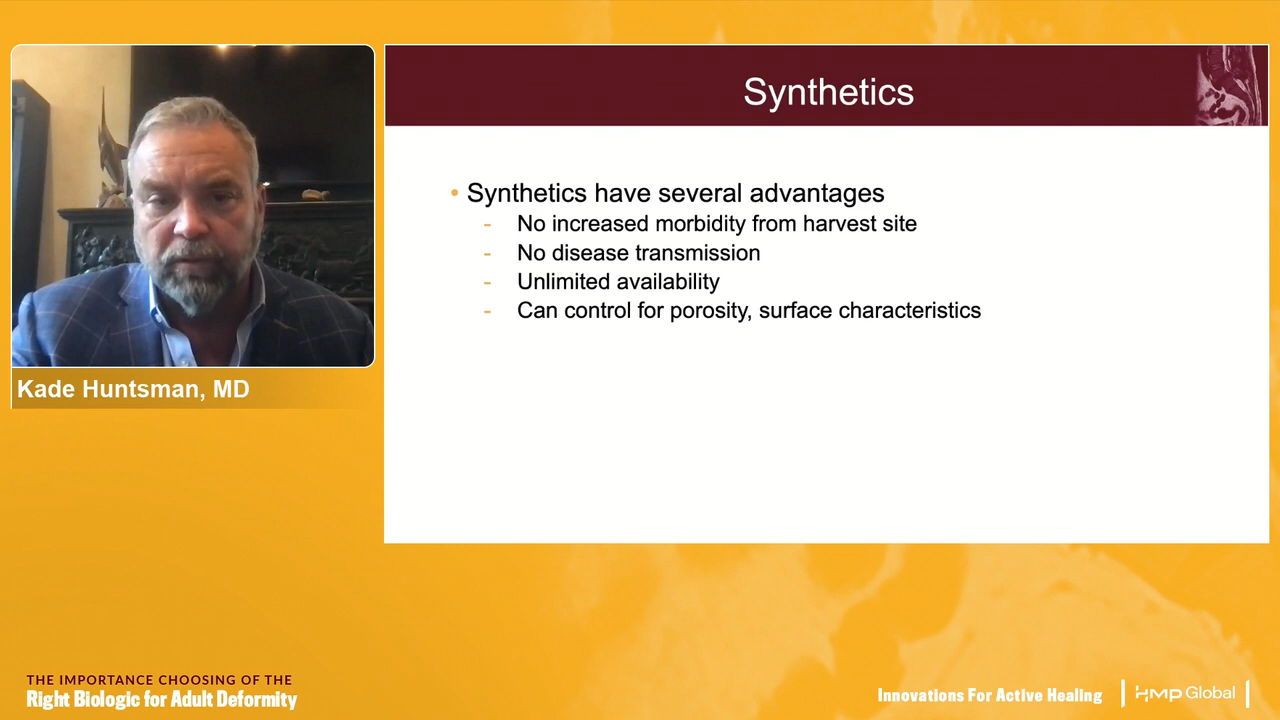 Synthetics
• Synthetics have several advantages
- No increased morbidity from harvest site
- No disease transmission
- Unlimited availability
- Can control for porosity, surface characteristics
Kade Huntsman, MD
THE IMPORTANCE CHOOSING OF THE
Right Biologic for Adult Deformity
Innovations For Active Healing
HMP Global